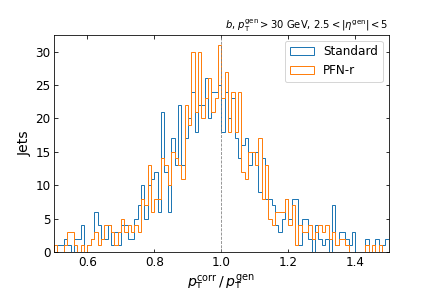 b, p_T^gen > 30 GeV, 2.5 < |η^gen| < 5
Standard
PFN-r
Jets
30
25
20
15
10
5
0
0.6 0.8 1.0 1.2 1.4
p_T^corr / p_T^gen